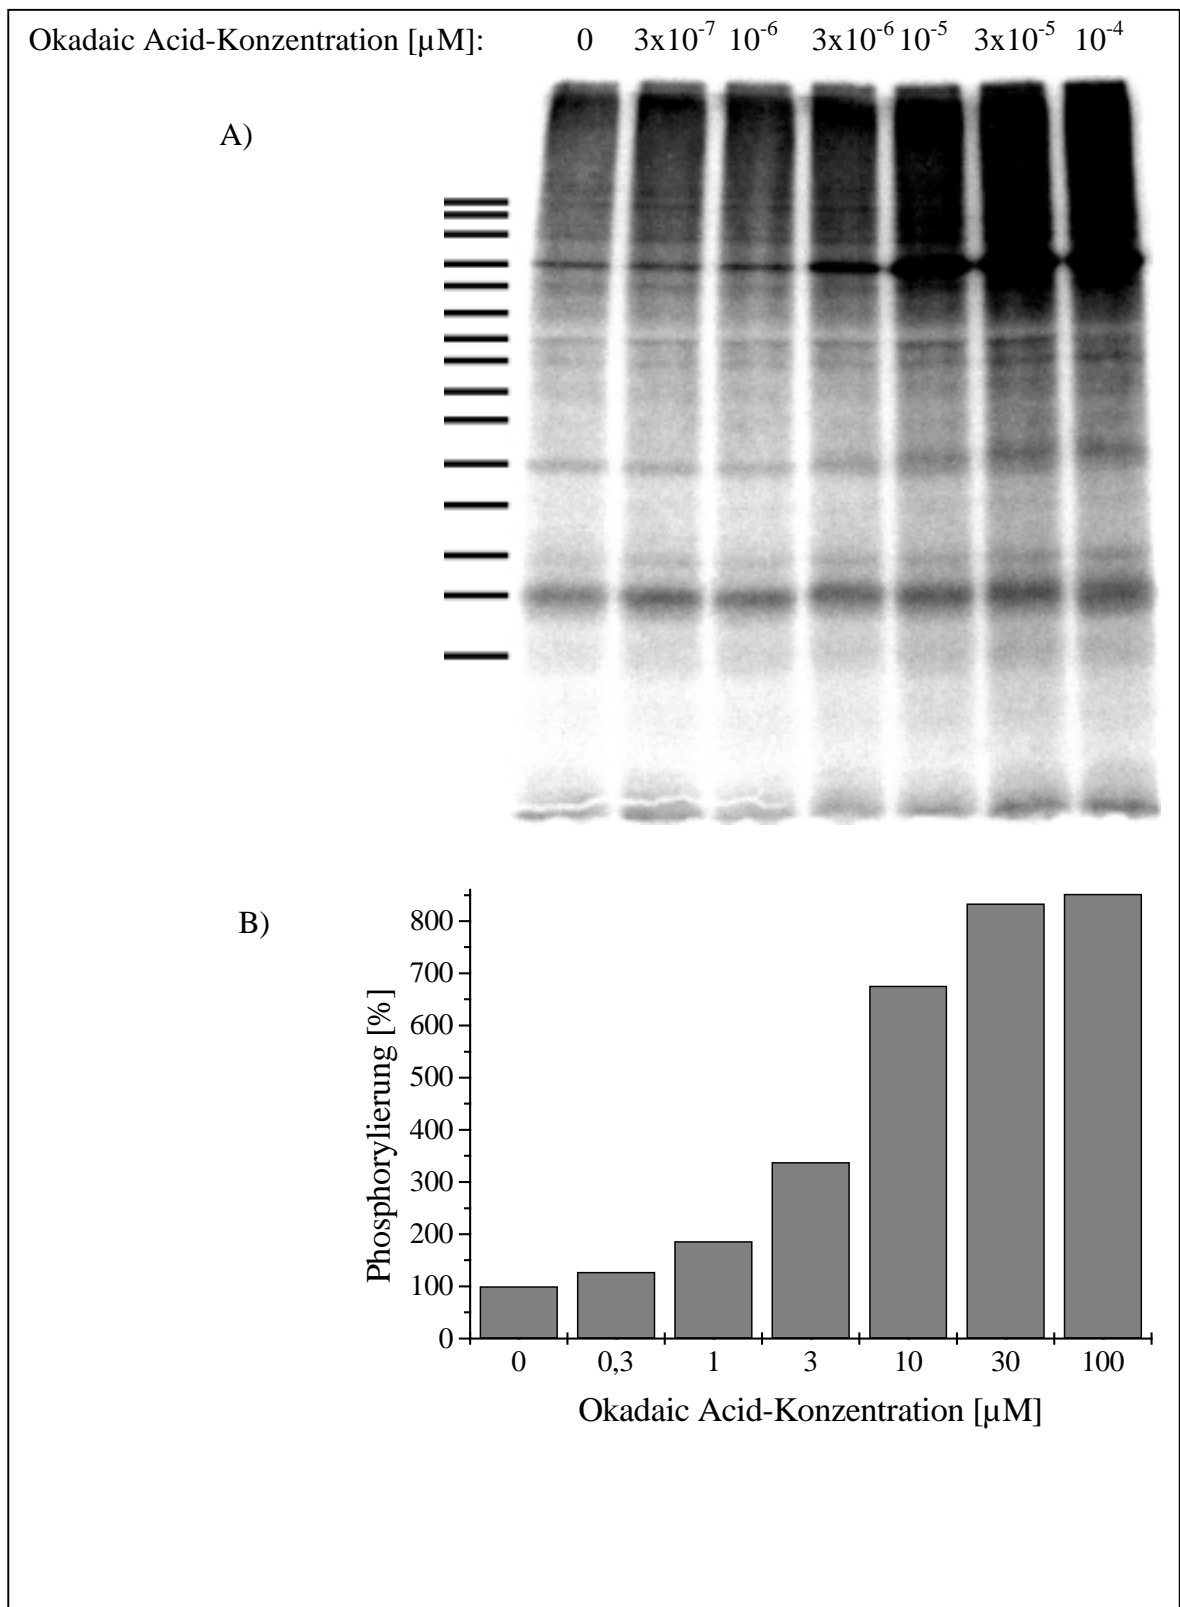 Okadaic Acid-Konzentration [µM]: 0 3x10⁻⁷ 10⁻⁶ 3x10⁻⁶ 10⁻⁵ 3x10⁻⁵ 10⁻⁴
A)
B)
Phosphorylierung [%]
800
700
600
500
400
300
200
100
0
0 0,3 1 3 10 30 100
Okadaic Acid-Konzentration [µM]